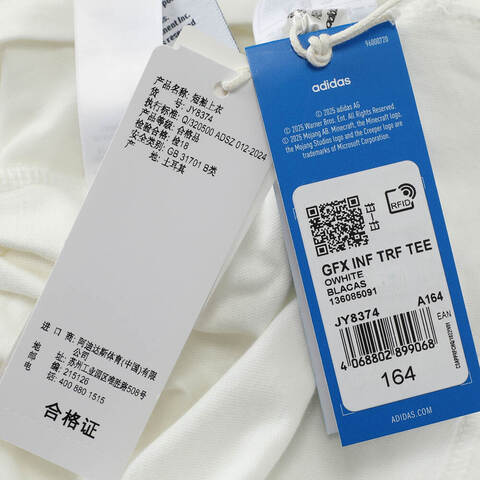 产品名称: 短袖上衣
货 号: JY8374
执行标准: Q/320500 ADSZ 012-2024
产品等级: 合格品
检验合格: 检18
安全类别: GB 31701 B类
产 地: 土耳其
进 口 商: 阿迪达斯体育(中国)有限
公司
地 址: 苏州工业园区唯胜路508号
邮 编: 215126
电 话: 400 880 1515
合格证
96000720
adidas
© 2025 adidas AG
© 2025 Warner Bros. Ent. All rights reserved.
© 2025 Mojang AB. Minecraft, the Minecraft logo,
the Mojang Studios logo and the Creeper logo are
trademarks of Microsoft Corporation.
RFID
GFX INF TRF TEE
OWHITE
BLACAS
136085091
JY8374 A164
EAN
4 068802 899068
164
ADIDAS.COM